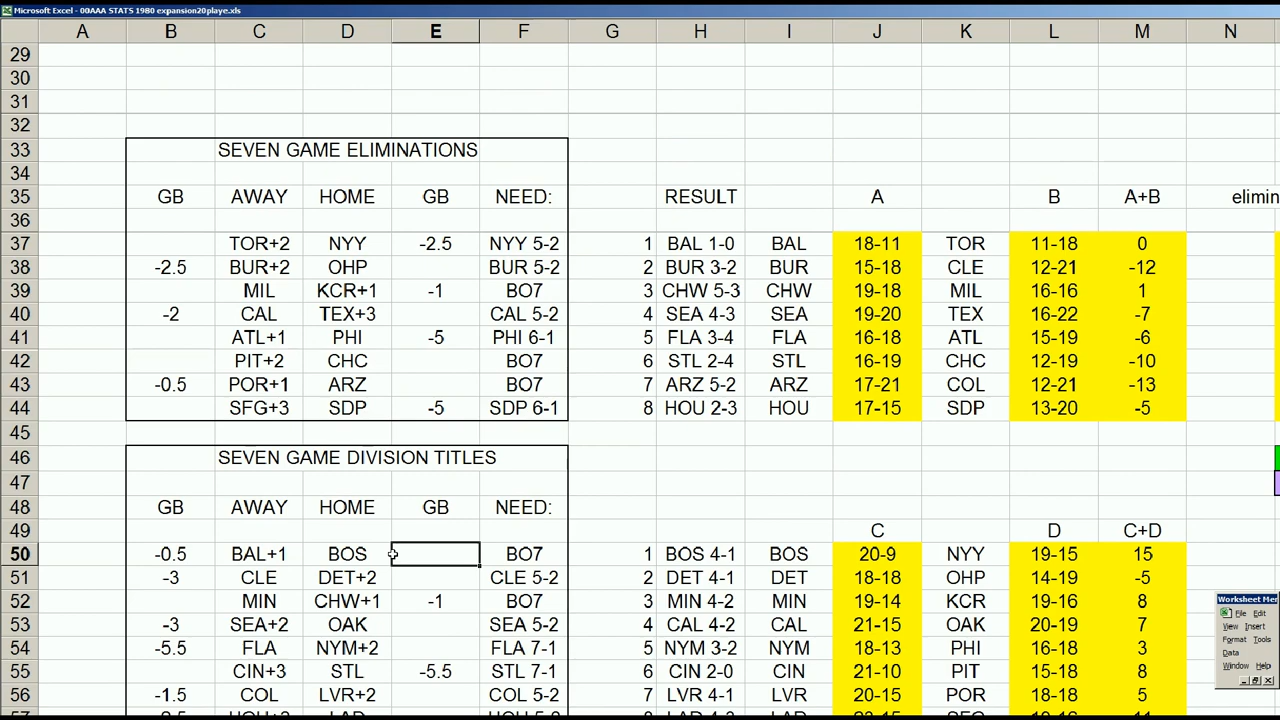 Microsoft Excel - 00AAA STATS 1980 expansion20playe.xls
A B C D E F G H I J K L M N
29
30
31
32
33 SEVEN GAME ELIMINATIONS
34
35 GB AWAY HOME GB NEED: RESULT A B A+B elimin
36
37 TOR+2 NYY -2.5 NYY 5-2 1 BAL 1-0 BAL 18-11 TOR 11-18 0
38 -2.5 BUR+2 OHP BUR 5-2 2 BUR 3-2 BUR 15-18 CLE 12-21 -12
39 MIL KCR+1 -1 BO7 3 CHW 5-3 CHW 19-18 MIL 16-16 1
40 -2 CAL TEX+3 CAL 5-2 4 SEA 4-3 SEA 19-20 TEX 16-22 -7
41 ATL+1 PHI -5 PHI 6-1 5 FLA 3-4 FLA 16-18 ATL 15-19 -6
42 PIT+2 CHC BO7 6 STL 2-4 STL 16-19 CHC 12-19 -10
43 -0.5 POR+1 ARZ BO7 7 ARZ 5-2 ARZ 17-21 COL 12-21 -13
44 SFG+3 SDP -5 SDP 6-1 8 HOU 2-3 HOU 17-15 SDP 13-20 -5
45
46 SEVEN GAME DIVISION TITLES
47
48 GB AWAY HOME GB NEED:
49 C D C+D
50 -0.5 BAL+1 BOS BO7 1 BOS 4-1 BOS 20-9 NYY 19-15 15
51 -3 CLE DET+2 CLE 5-2 2 DET 4-1 DET 18-18 OHP 14-19 -5
52 MIN CHW+1 -1 BO7 3 MIN 4-2 MIN 19-14 KCR 19-16 8
53 -3 SEA+2 OAK SEA 5-2 4 CAL 4-2 CAL 21-15 OAK 20-19 7
54 -5.5 FLA NYM+2 FLA 7-1 5 NYM 3-2 NYM 18-13 PHI 16-18 3
55 CIN+3 STL -5.5 STL 7-1 6 CIN 2-0 CIN 21-10 PIT 15-18 8
56 -1.5 COL LVR+2 COL 5-2 7 LVR 4-1 LVR 20-15 POR 18-18 5
Worksheet Mer
File Edit
View Insert
Format Tools
Data
Window Help